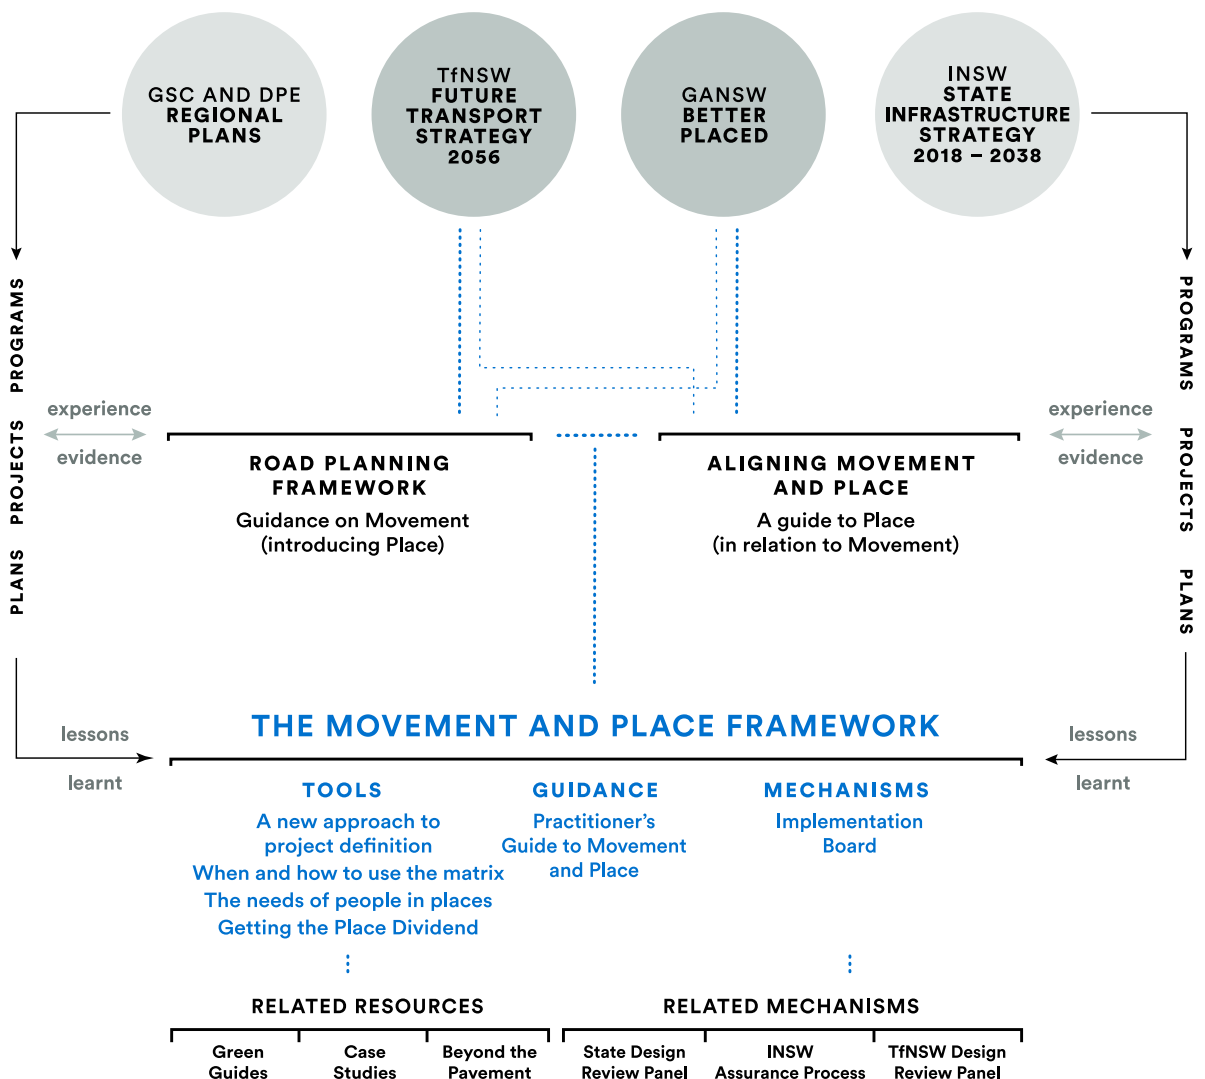 GSC AND DPE
REGIONAL
PLANS
TfNSW
FUTURE
TRANSPORT
STRATEGY
2056
GANSW
BETTER
PLACED
INSW
STATE
INFRASTRUCTURE
STRATEGY
2018 – 2038
PLANS PROJECTS PROGRAMS
PROGRAMS PROJECTS PLANS
experience
evidence
ROAD PLANNING
FRAMEWORK
Guidance on Movement
(introducing Place)
ALIGNING MOVEMENT
AND PLACE
A guide to Place
(in relation to Movement)
experience
evidence
THE MOVEMENT AND PLACE FRAMEWORK
lessons
learnt
lessons
learnt
TOOLS
A new approach to
project definition
When and how to use the matrix
The needs of people in places
Getting the Place Dividend
GUIDANCE
Practitioner’s
Guide to Movement
and Place
MECHANISMS
Implementation
Board
RELATED RESOURCES
Green
Guides
Case
Studies
Beyond the
Pavement
RELATED MECHANISMS
State Design
Review Panel
INSW
Assurance Process
TfNSW Design
Review Panel